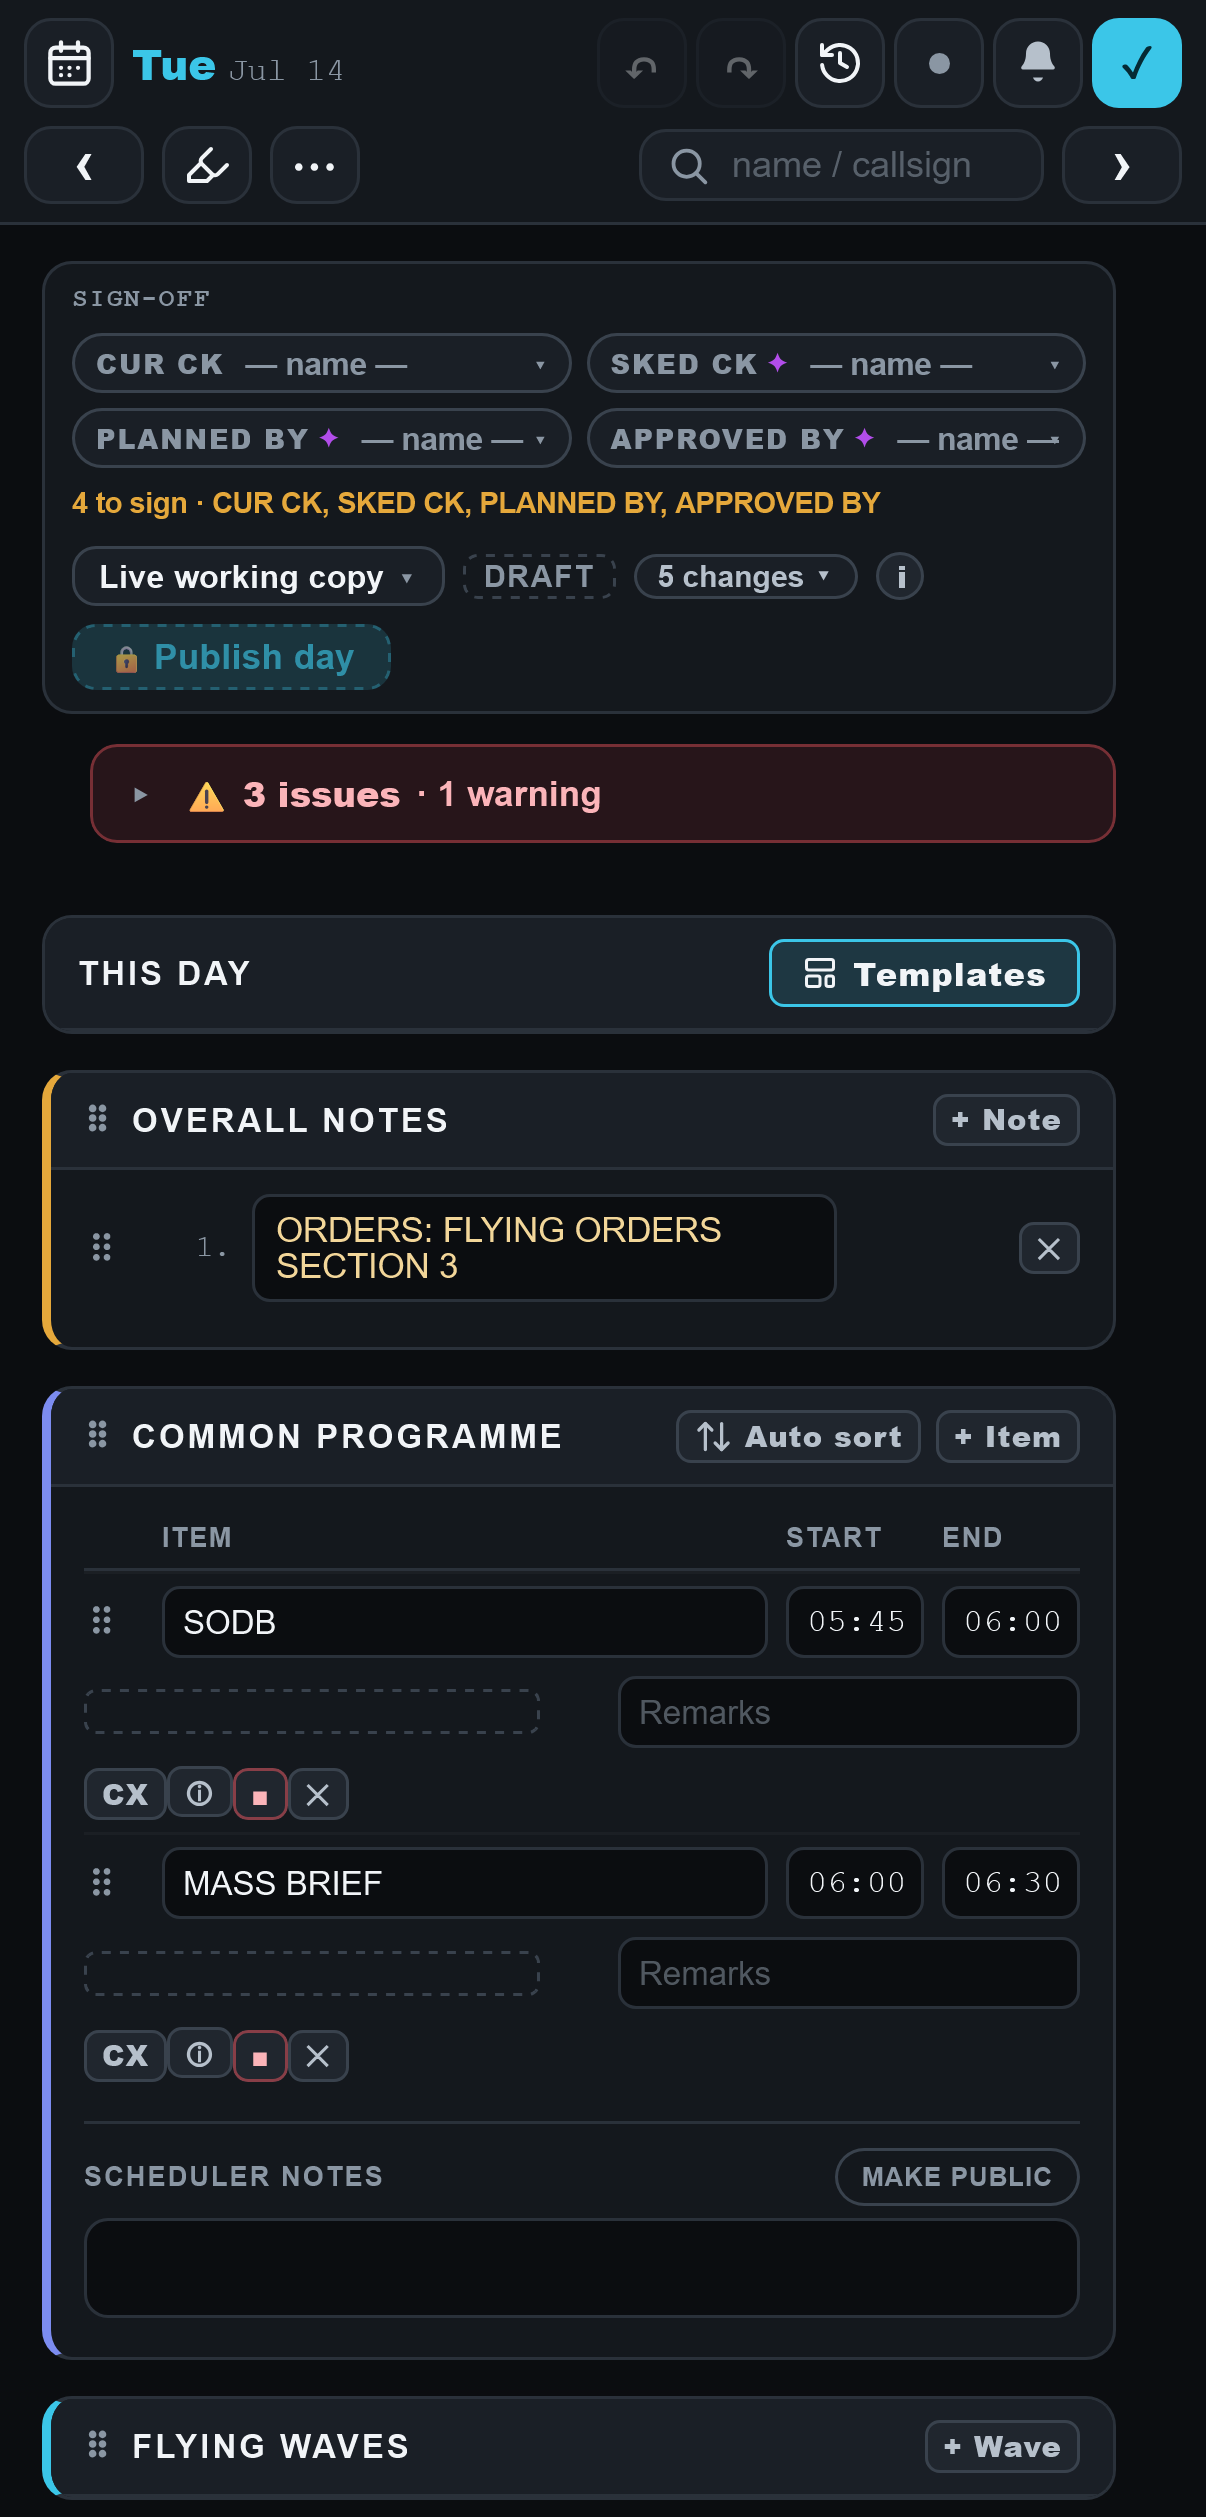 Tue Jul 14
name / callsign
SIGN-OFF
CUR CK — name —
SKED CK ✦ — name —
PLANNED BY ✦ — name —
APPROVED BY ✦ — name —
4 to sign · CUR CK, SKED CK, PLANNED BY, APPROVED BY
Live working copy
DRAFT
5 changes
i
Publish day
3 issues · 1 warning
THIS DAY
Templates
OVERALL NOTES
+ Note
1.
ORDERS: FLYING ORDERS
SECTION 3
COMMON PROGRAMME
Auto sort
+ Item
ITEM START END
SODB 05:45 06:00
Remarks
CX
MASS BRIEF 06:00 06:30
Remarks
CX
SCHEDULER NOTES
MAKE PUBLIC
FLYING WAVES
+ Wave